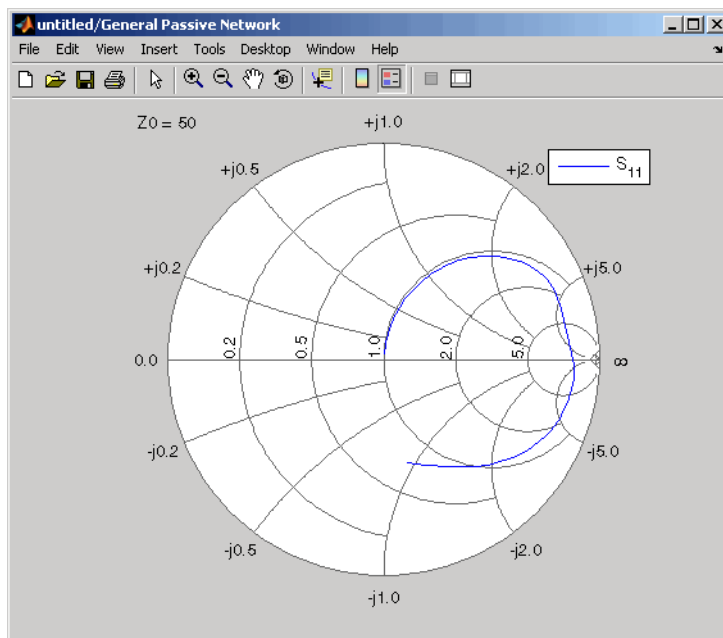 untitled/General Passive Network
File Edit View Insert Tools Desktop Window Help
Z0 = 50
+j1.0
+j0.5
+j2.0
S11
+j0.2
+j5.0
0.0
0.2
0.5
1.0
2.0
5.0
∞
-j0.2
-j5.0
-j0.5
-j2.0
-j1.0